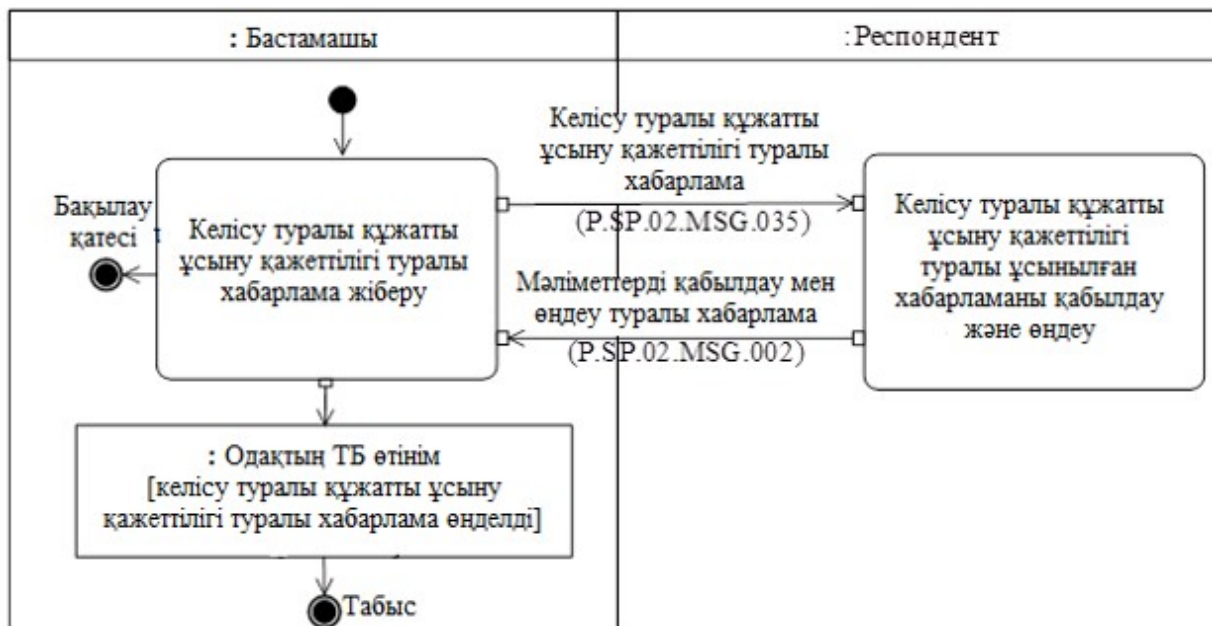 : Бастамашы
:Респондент
Келісу туралы құжатты
ұсыну қажеттілігі туралы
хабарлама
(P.SP.02.MSG.035)
Бақылау
қатесі
Келісу туралы құжатты
ұсыну қажеттілігі туралы
хабарлама жіберу
Келісу туралы құжатты
ұсыну қажеттілігі
туралы ұсынылған
хабарламаны қабылдау
және өңдеу
Мәліметтерді қабылдау мен
өңдеу туралы хабарлама
(P.SP.02.MSG.002)
: Одақтың ТБ өтінім
[келісу туралы құжатты ұсыну
қажеттілігі туралы хабарлама өңделді]
Табыс